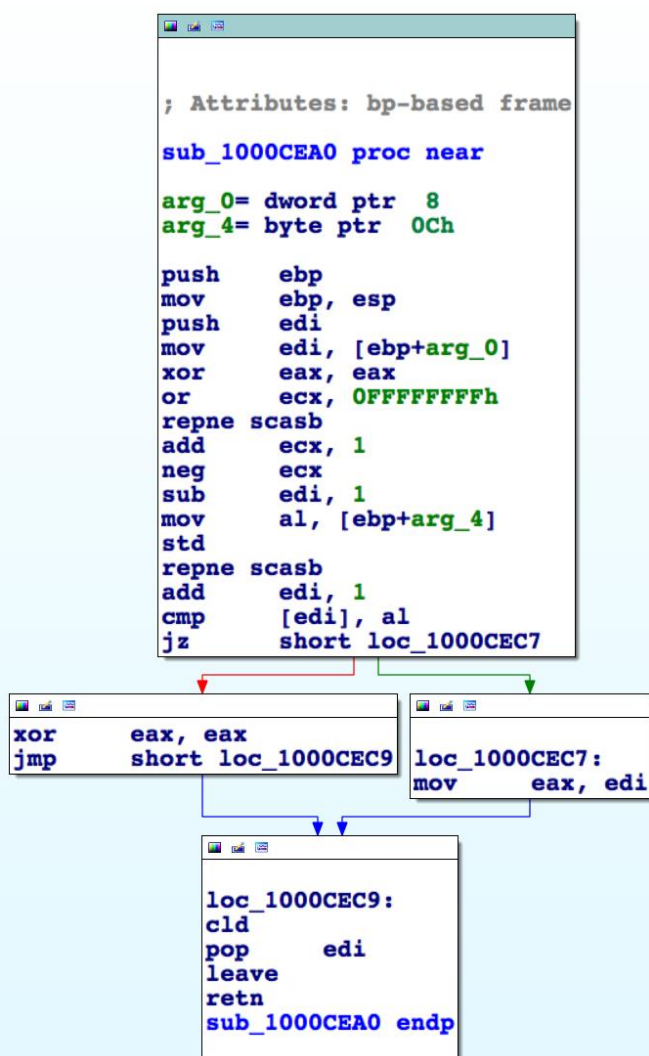 ; Attributes: bp-based frame
sub_1000CEA0 proc near
arg_0= dword ptr  8
arg_4= byte ptr  0Ch
push    ebp
mov     ebp, esp
push    edi
mov     edi, [ebp+arg_0]
xor     eax, eax
or      ecx, 0FFFFFFFFh
repne scasb
add     ecx, 1
neg     ecx
sub     edi, 1
mov     al, [ebp+arg_4]
std
repne scasb
add     edi, 1
cmp     [edi], al
jz      short loc_1000CEC7
xor     eax, eax
jmp     short loc_1000CEC9
loc_1000CEC7:
mov     eax, edi
loc_1000CEC9:
cld
pop     edi
leave
retn
sub_1000CEA0 endp